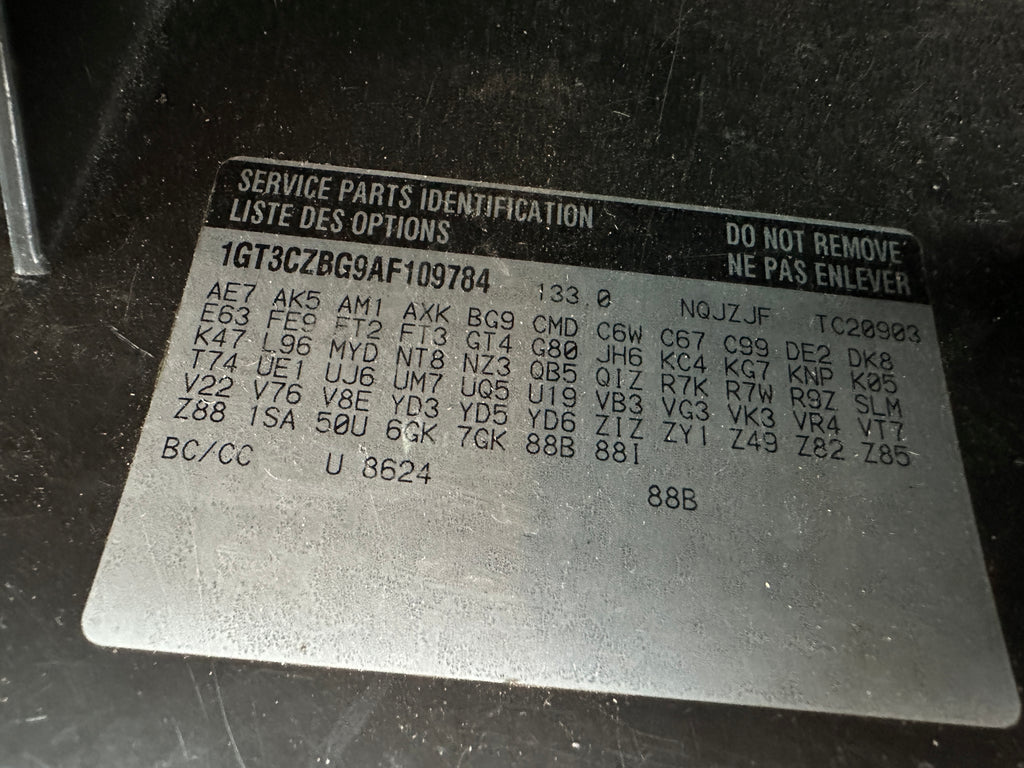 SERVICE PARTS IDENTIFICATION
LISTE DES OPTIONS
DO NOT REMOVE
NE PAS ENLEVER
1GT3CZBG9AF109784 133.0 NQJZJF TC20903
AE7 AK5 AM1 AXK BG9 CMD C6W C67 C99 DE2 DK8
E63 FE9 FT2 FT3 GT4 G80 JH6 KC4 KG7 KNP K05
K47 L96 MYD NT8 NZ3 QB5 QIZ R7K R7W R9Z SLM
T74 UE1 UJ6 UM7 UQ5 U19 VB3 VG3 VK3 VR4 VT7
V22 V76 V8E YD3 YD5 YD6 ZIZ ZY1 Z49 Z82 Z85
Z88 1SA 50U 6GK 7GK 88B 88I
BC/CC U 8624 88B